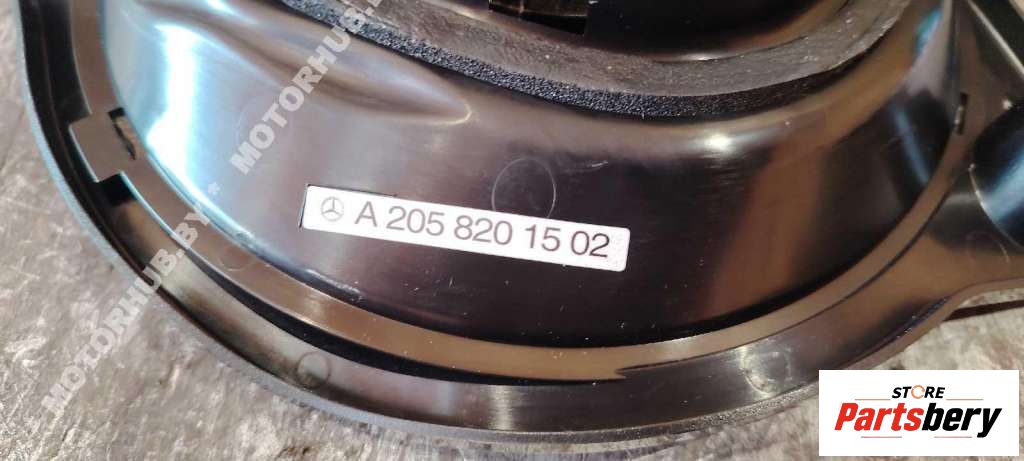 MOTORHUB.BY * MOTORHUB.BY
A 205 820 15 02
STORE
Partsbery